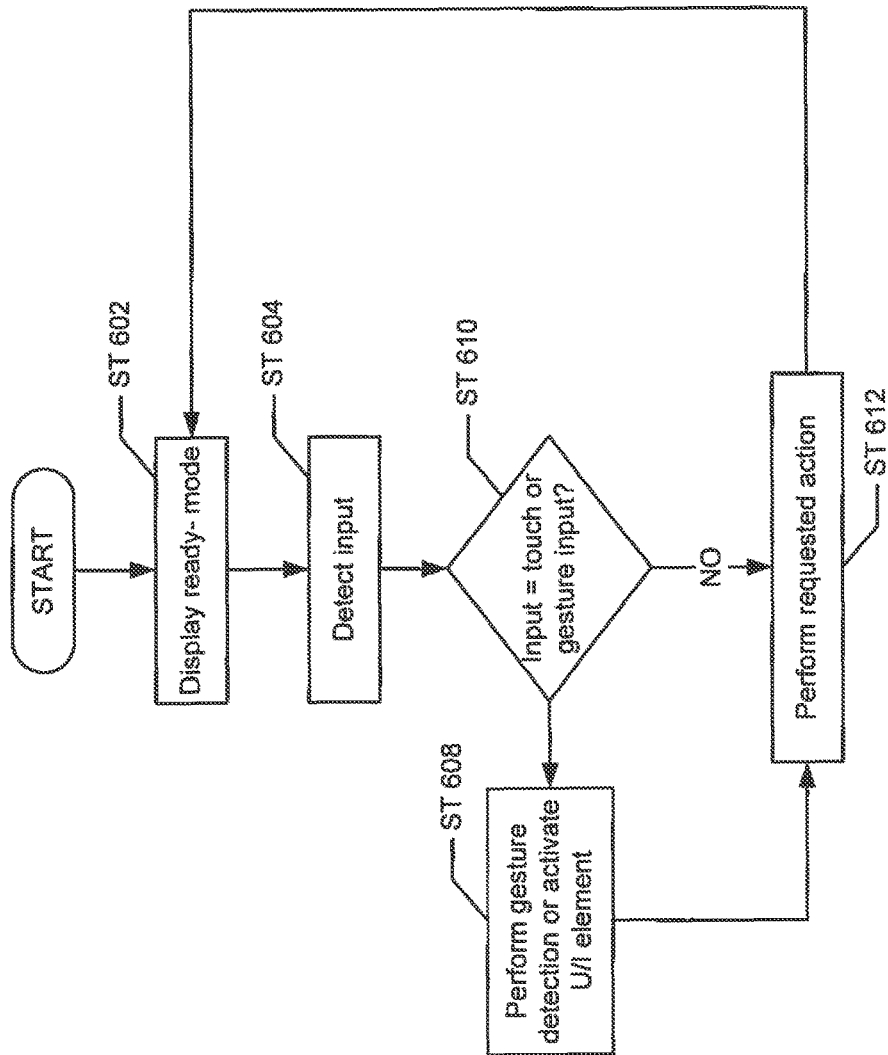 START
ST 602
Display ready- mode
ST 604
Detect input
ST 610
Input = touch or
gesture input?
ST 608
Perform gesture
detection or activate
U/I element
NO
Perform requested action
ST 612